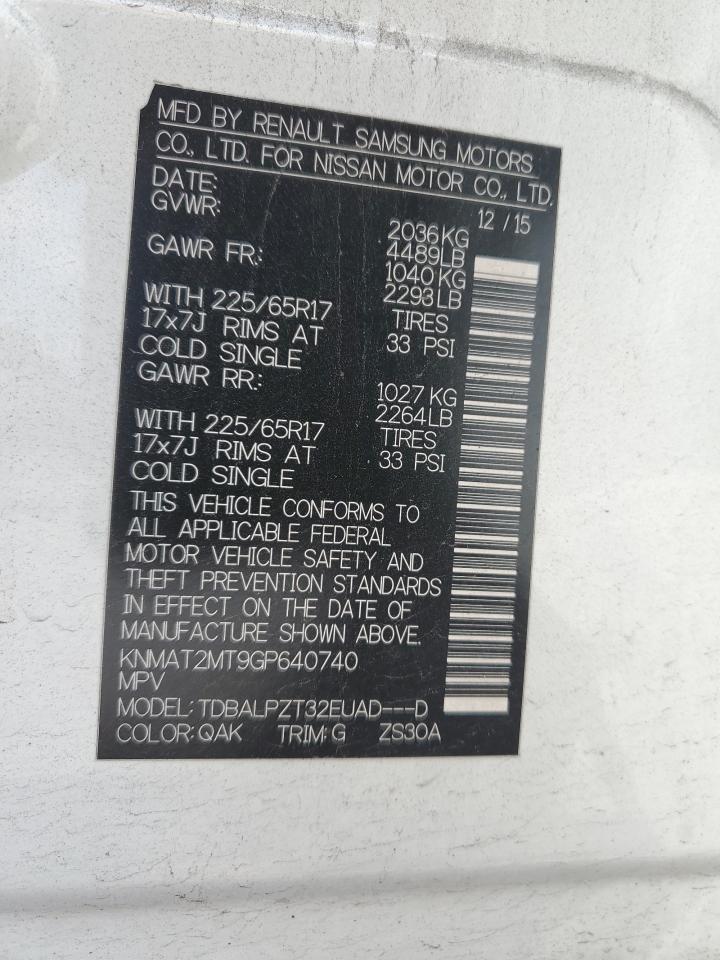 MFD BY RENAULT SAMSUNG MOTORS
CO., LTD. FOR NISSAN MOTOR CO., LTD.
DATE: 12 / 15
GVWR: 2036 KG
4489 LB
GAWR FR.: 1040 KG
2293 LB
WITH 225/65R17 TIRES
17x7J RIMS AT 33 PSI
COLD SINGLE
GAWR RR.: 1027 KG
2264 LB
WITH 225/65R17 TIRES
17x7J RIMS AT 33 PSI
COLD SINGLE
THIS VEHICLE CONFORMS TO
ALL APPLICABLE FEDERAL
MOTOR VEHICLE SAFETY AND
THEFT PREVENTION STANDARDS
IN EFFECT ON THE DATE OF
MANUFACTURE SHOWN ABOVE.
KNMAT2MT9GP640740
MPV
MODEL: TDBALPZT32EUAD---D
COLOR: QAK TRIM: G ZS30A